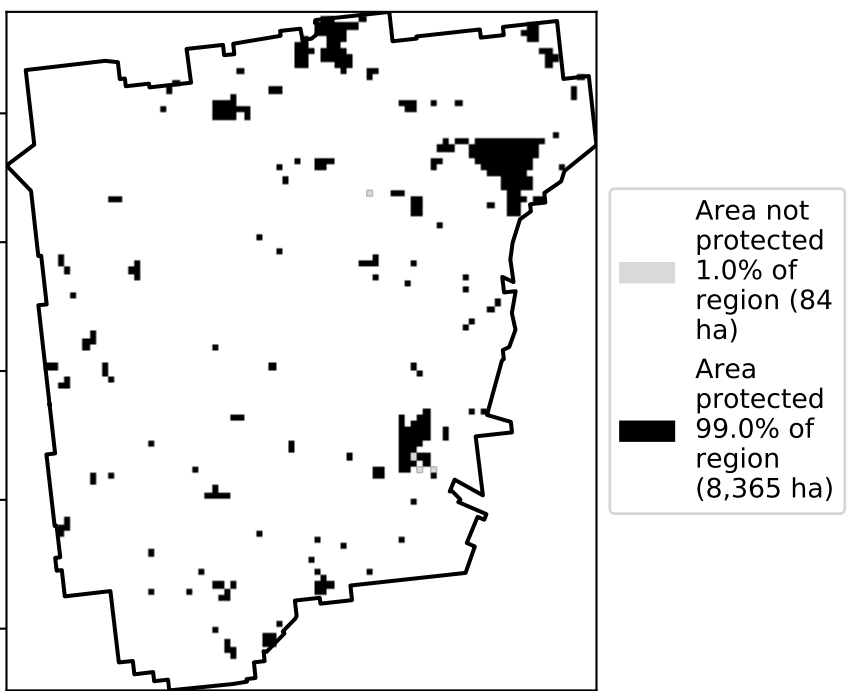 Area not
protected
1.0% of
region (84
ha)
Area
protected
99.0% of
region
(8,365 ha)